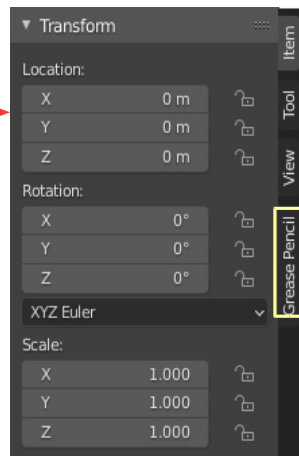 Transform
Location:
X 0 m
Y 0 m
Z 0 m
Rotation:
X 0°
Y 0°
Z 0°
XYZ Euler
Scale:
X 1.000
Y 1.000
Z 1.000
Item
Tool
View
Grease Pencil